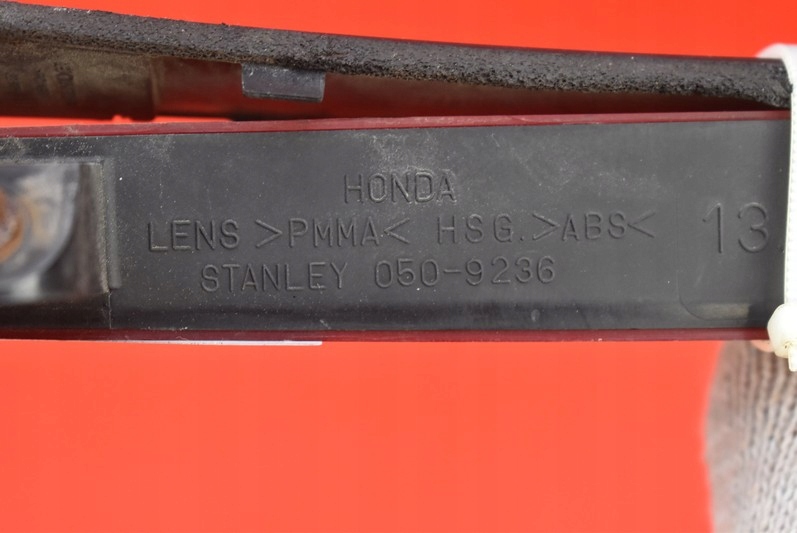 HONDA
LENS >PMMA< HSG.>ABS<
STANLEY 050-9236
13.